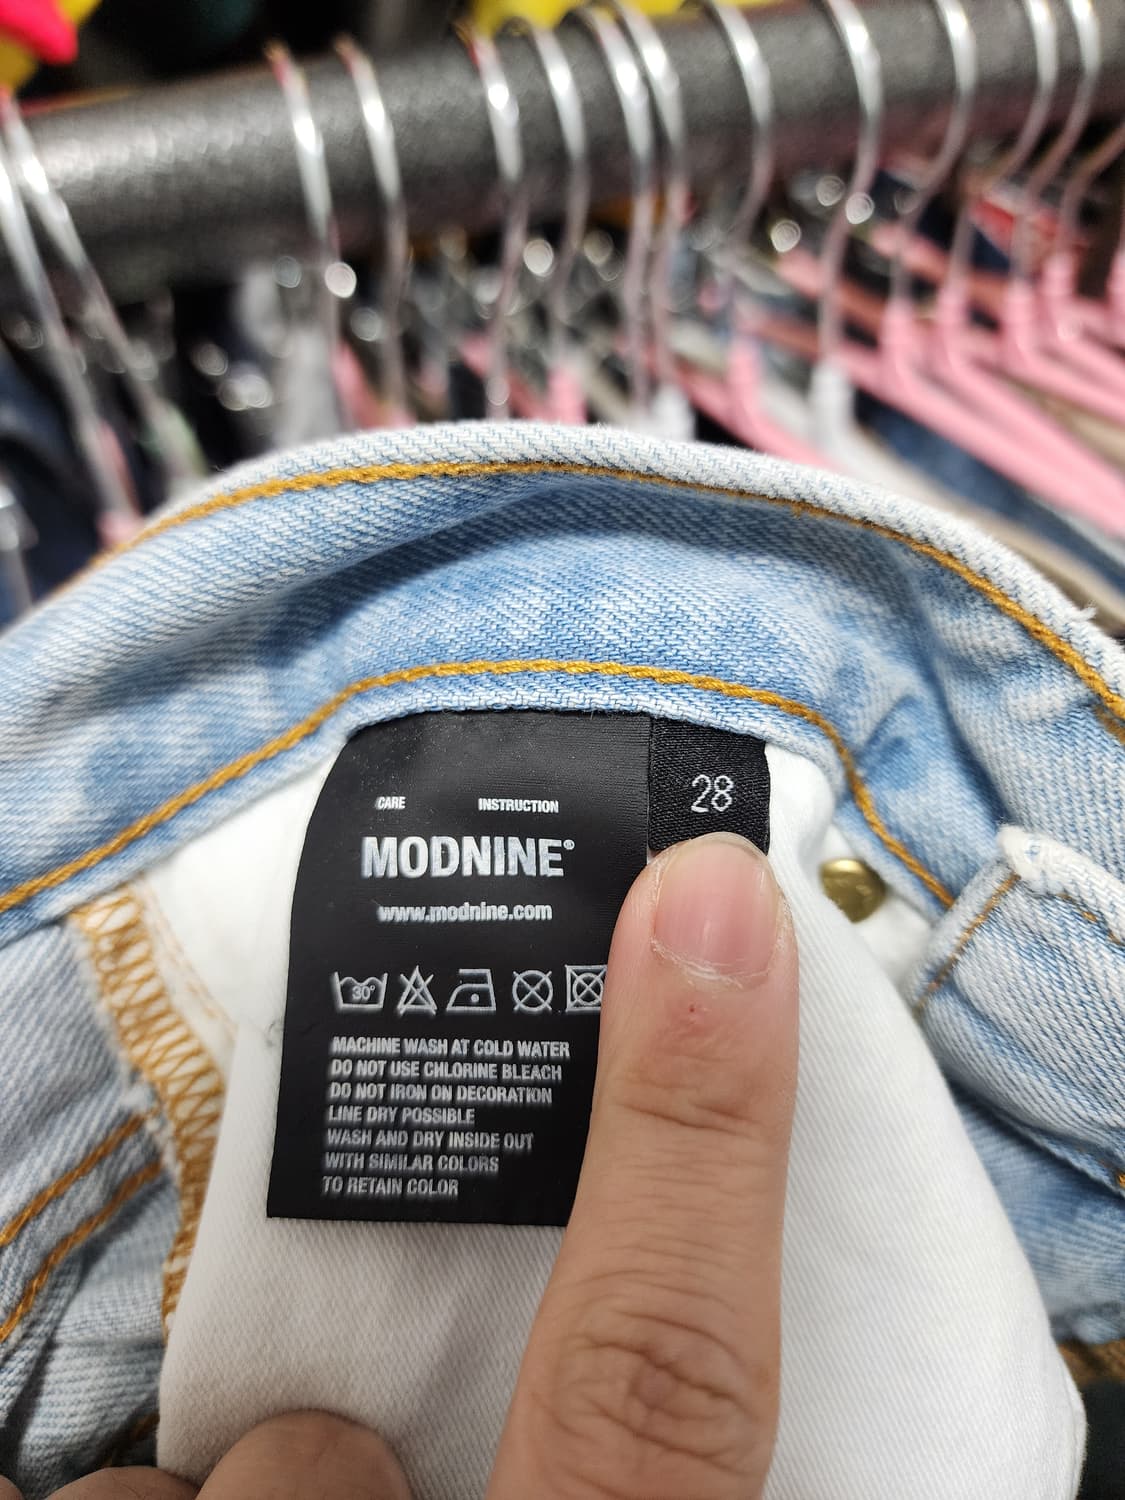 CARE INSTRUCTION
28
MODNINE®
www.modnine.com
30°
MACHINE WASH AT COLD WATER
DO NOT USE CHLORINE BLEACH
DO NOT IRON ON DECORATION
LINE DRY POSSIBLE
WASH AND DRY INSIDE OUT
WITH SIMILAR COLORS
TO RETAIN COLOR